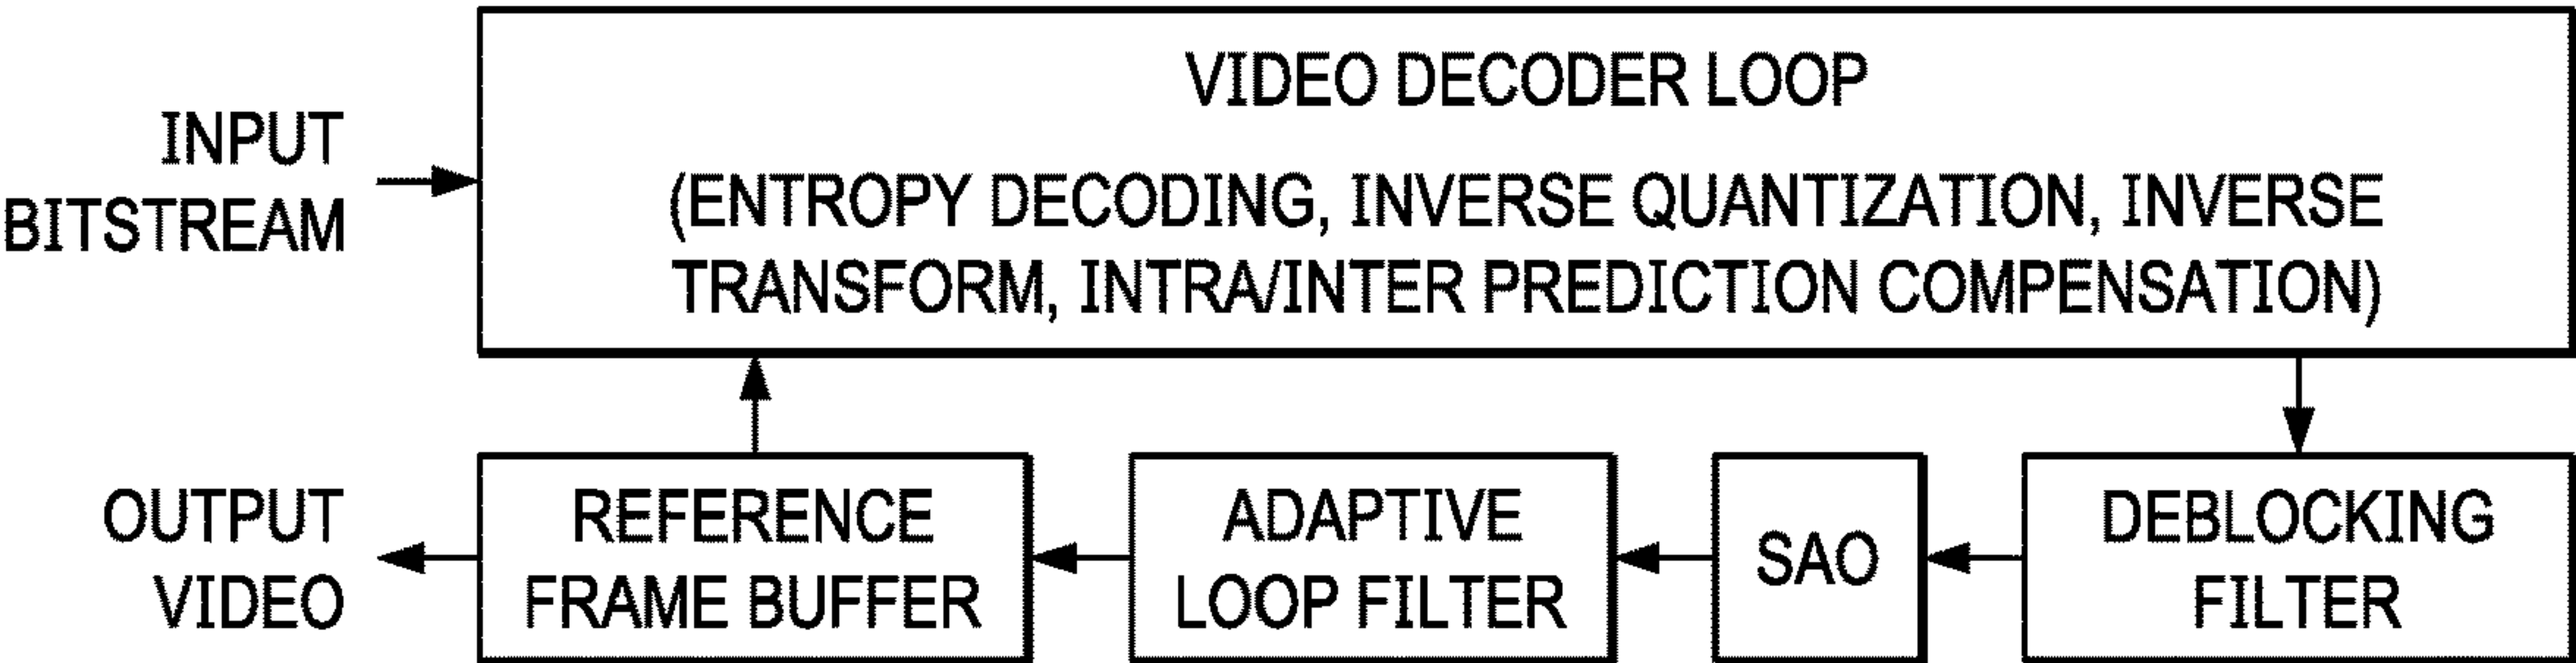 VIDEO DECODER LOOP
INPUT
BITSTREAM
(ENTROPY DECODING, INVERSE QUANTIZATION, INVERSE
TRANSFORM, INTRA/INTER PREDICTION COMPENSATION)
OUTPUT
VIDEO
REFERENCE
FRAME BUFFER
ADAPTIVE
LOOP FILTER
SAO
DEBLOCKING
FILTER